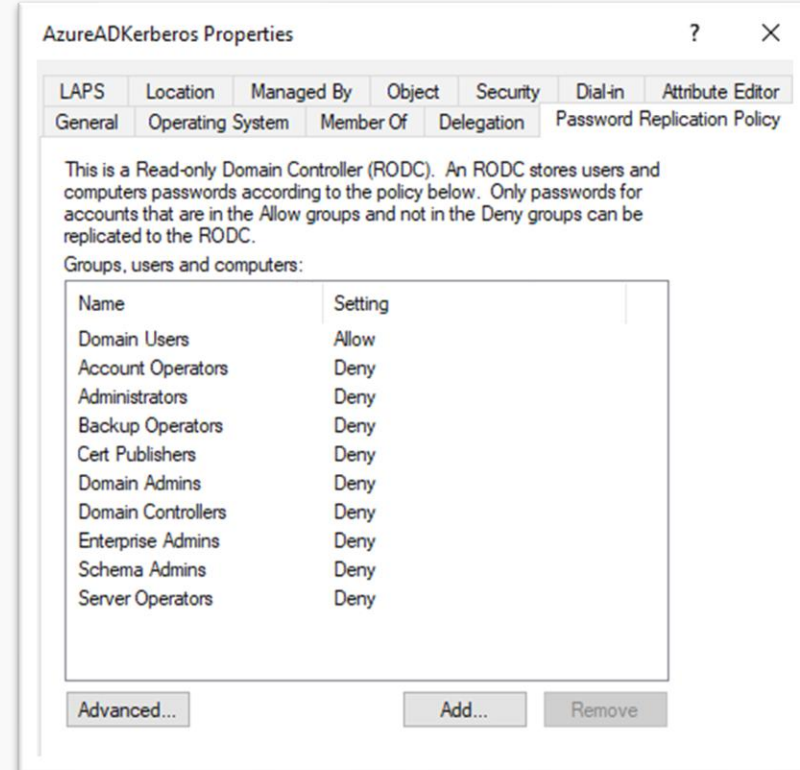 AzureADKerberos Properties ? ×
LAPS Location Managed By Object Security Dial-in Attribute Editor
General Operating System Member Of Delegation Password Replication Policy
This is a Read-only Domain Controller (RODC). An RODC stores users and
computers passwords according to the policy below. Only passwords for
accounts that are in the Allow groups and not in the Deny groups can be
replicated to the RODC.
Groups, users and computers:
Name Setting
Domain Users Allow
Account Operators Deny
Administrators Deny
Backup Operators Deny
Cert Publishers Deny
Domain Admins Deny
Domain Controllers Deny
Enterprise Admins Deny
Schema Admins Deny
Server Operators Deny
Advanced... Add... Remove